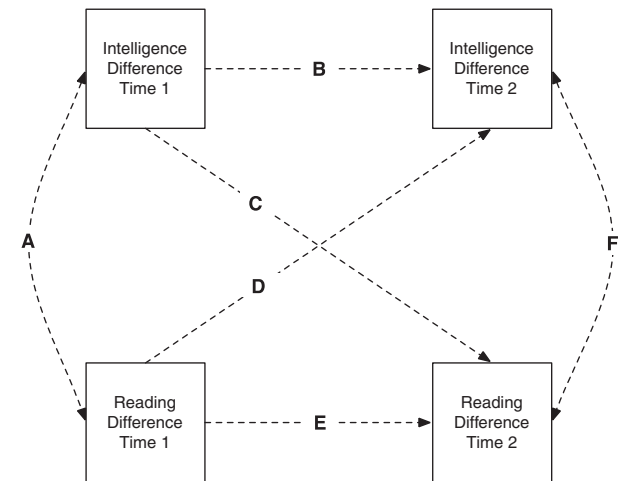 Intelligence
Difference
Time 1
B
Intelligence
Difference
Time 2
C
A
F
D
Reading
Difference
Time 1
E
Reading
Difference
Time 2